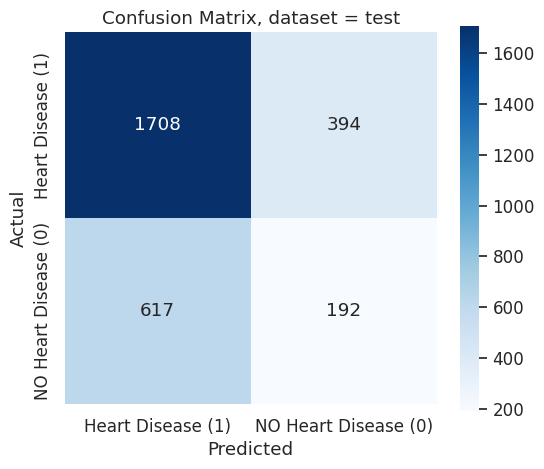 Confusion Matrix, dataset = test
Heart Disease (1)
NO Heart Disease (0)
Actual
1708
394
617
192
Heart Disease (1)
NO Heart Disease (0)
Predicted
1600
1400
1200
1000
800
600
400
200